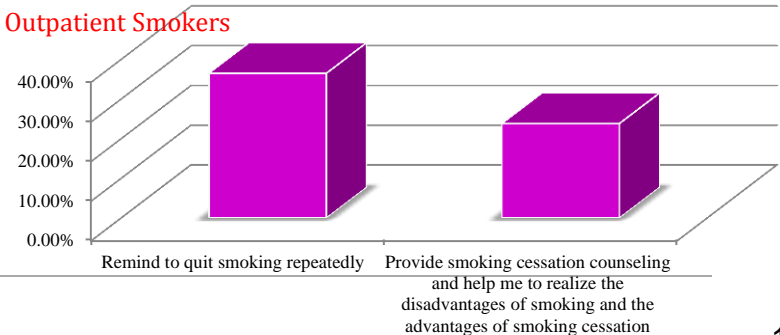 Outpatient Smokers
40.00%
30.00%
20.00%
10.00%
0.00%
Remind to quit smoking repeatedly
Provide smoking cessation counseling
and help me to realize the
disadvantages of smoking and the
advantages of smoking cessation